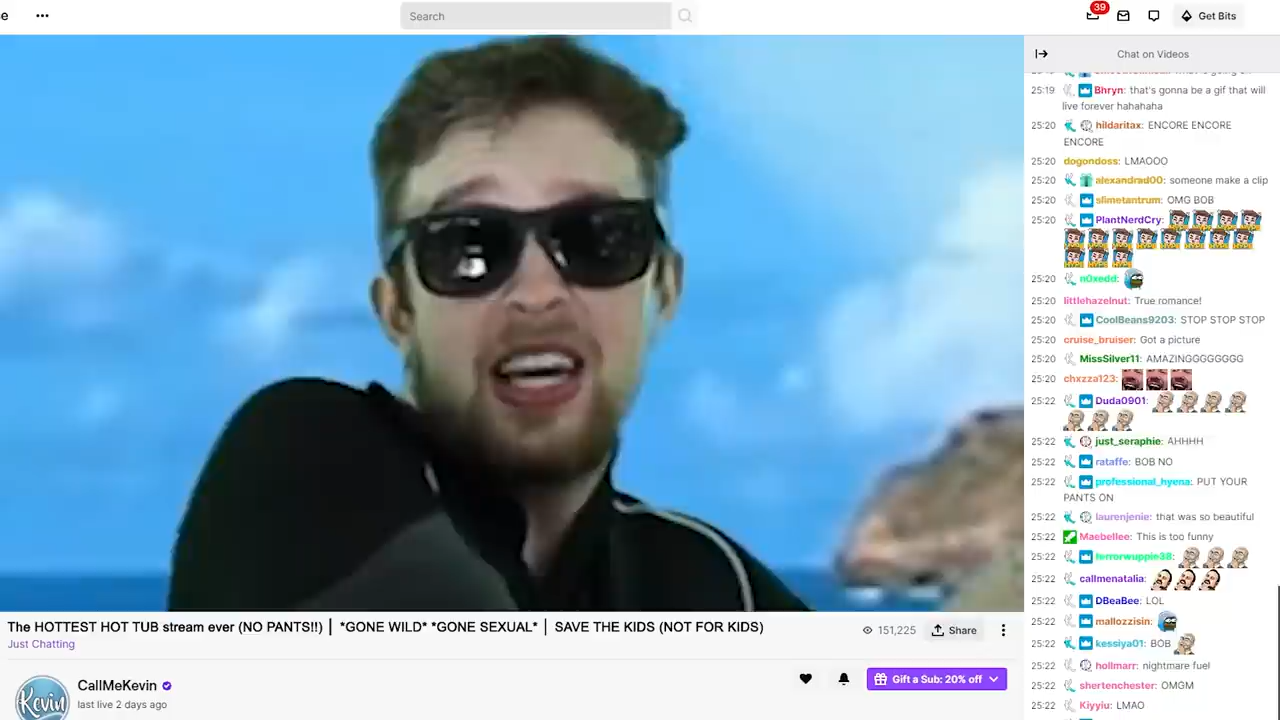 Search
39
Get Bits
Chat on Videos
25:19 Bhryn: that's gonna be a gif that will
live forever hahahaha
25:20 hildaritax: ENCORE ENCORE
ENCORE
dogondoss: LMAOOO
25:20 alexandrad00: someone make a clip
25:20 slimetantrum: OMG BOB
25:20 PlantNerdCry:
25:20 n0xedd:
25:20 littlehazelnut: True romance!
25:20 CoolBeans9203: STOP STOP STOP
cruise_bruiser: Got a picture
25:20 MissSilver11: AMAZINGGGGGGG
25:20 chxzza123:
25:22 Duda0901:
25:22 just_seraphie: AHHHH
25:22 rataffe: BOB NO
25:22 professional_hyena: PUT YOUR
PANTS ON
25:22 laurenjenie: that was so beautiful
25:22 Maebellee: This is too funny
25:22 terrorwuppie38:
25:22 callmenatalia:
25:22 DBeaBee: LOL
25:22 mallozzisin:
25:22 kessiya01: BOB
25:22 hollmarr: nightmare fuel
25:22 shertenchester: OMGM
25:22 Kiyyiu: LMAO
The HOTTEST HOT TUB stream ever (NO PANTS!!) | *GONE WILD* *GONE SEXUAL* | SAVE THE KIDS (NOT FOR KIDS)
151,225
Share
Just Chatting
Kevin
CallMeKevin
last live 2 days ago
Gift a Sub: 20% off